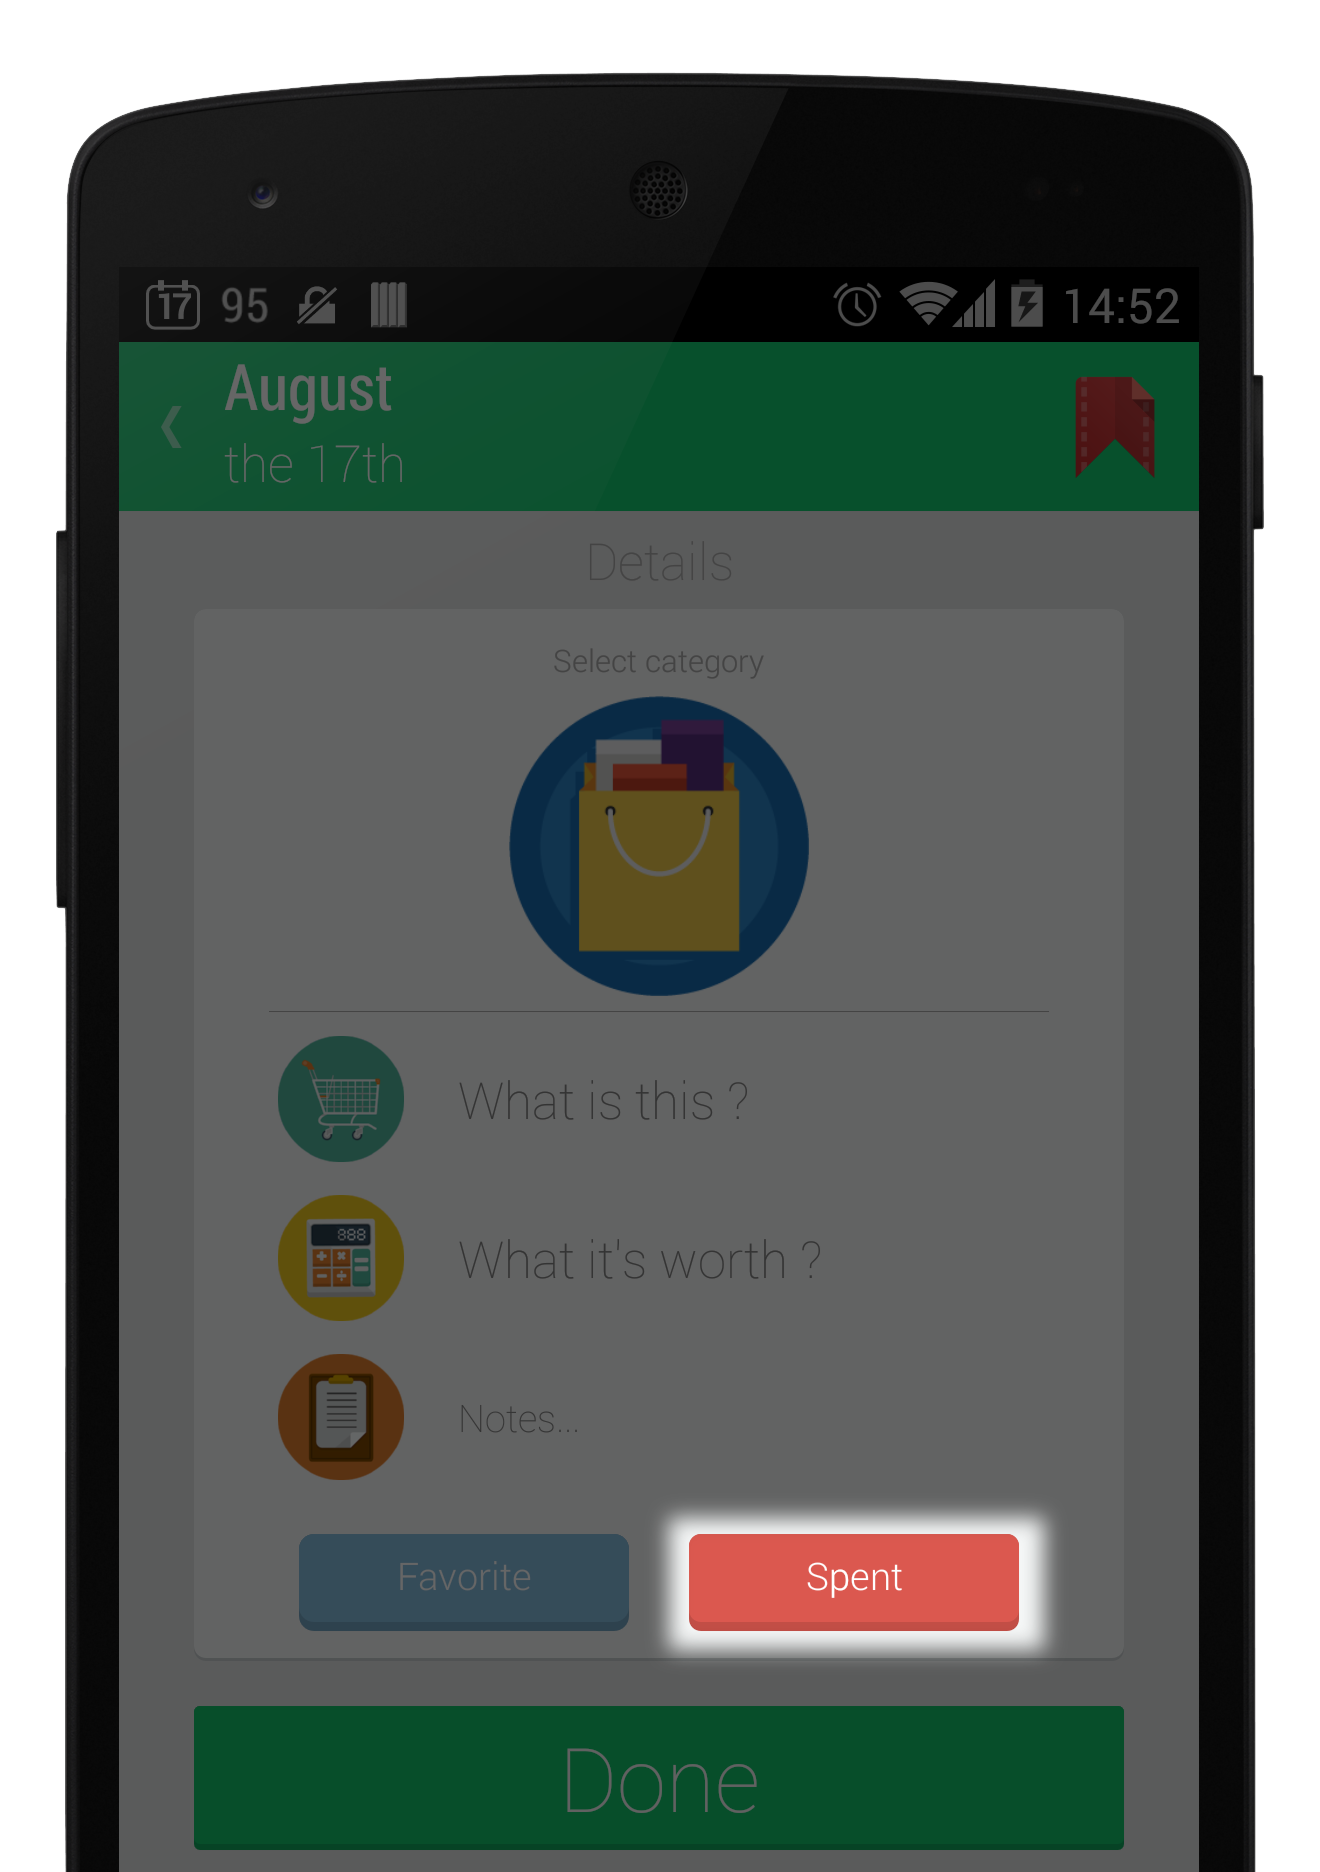 17 95 14:52
August
the 17th
Details
Select category
What is this ?
What it's worth ?
Notes...
Favorite Spent
Done